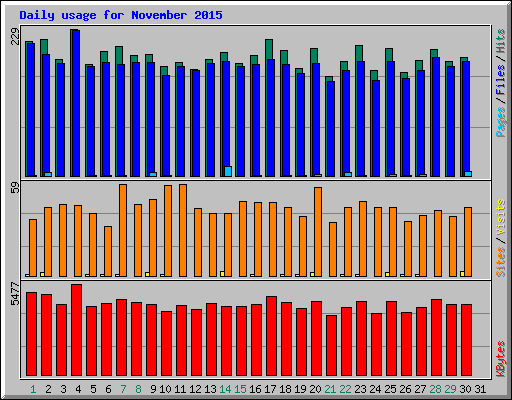 Daily usage for November 2015
229
Pages / Files / Hits
59
Sites / Visits
5477
KBytes
1 2 3 4 5 6 7 8 9 10 11 12 13 14 15 16 17 18 19 20 21 22 23 24 25 26 27 28 29 30 31